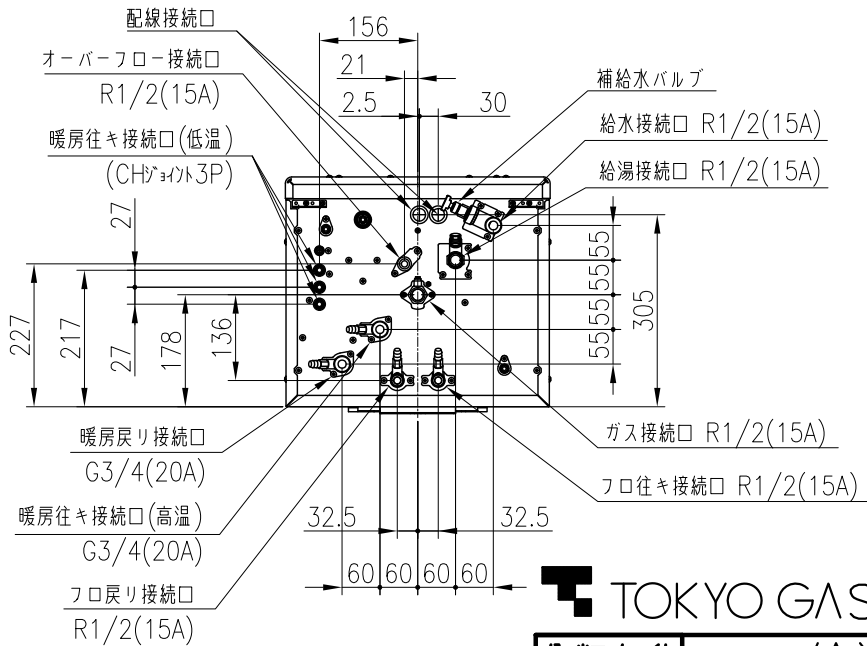 配線接続口
156
オーバーフロー接続口
R1/2(15A)
21
2.5
30
補給水バルブ
給水接続口 R1/2(15A)
暖房往キ接続口(低温)
(CHジョイント3P)
給湯接続口 R1/2(15A)
27
27
227
217
178
136
55
55
55
55
305
暖房戻リ接続口
G3/4(20A)
ガス接続口 R1/2(15A)
フロ往キ接続口 R1/2(15A)
暖房往キ接続口(高温)
G3/4(20A)
32.5
32.5
フロ戻リ接続口
R1/2(15A)
60
60
60
60
TOKYO GAS